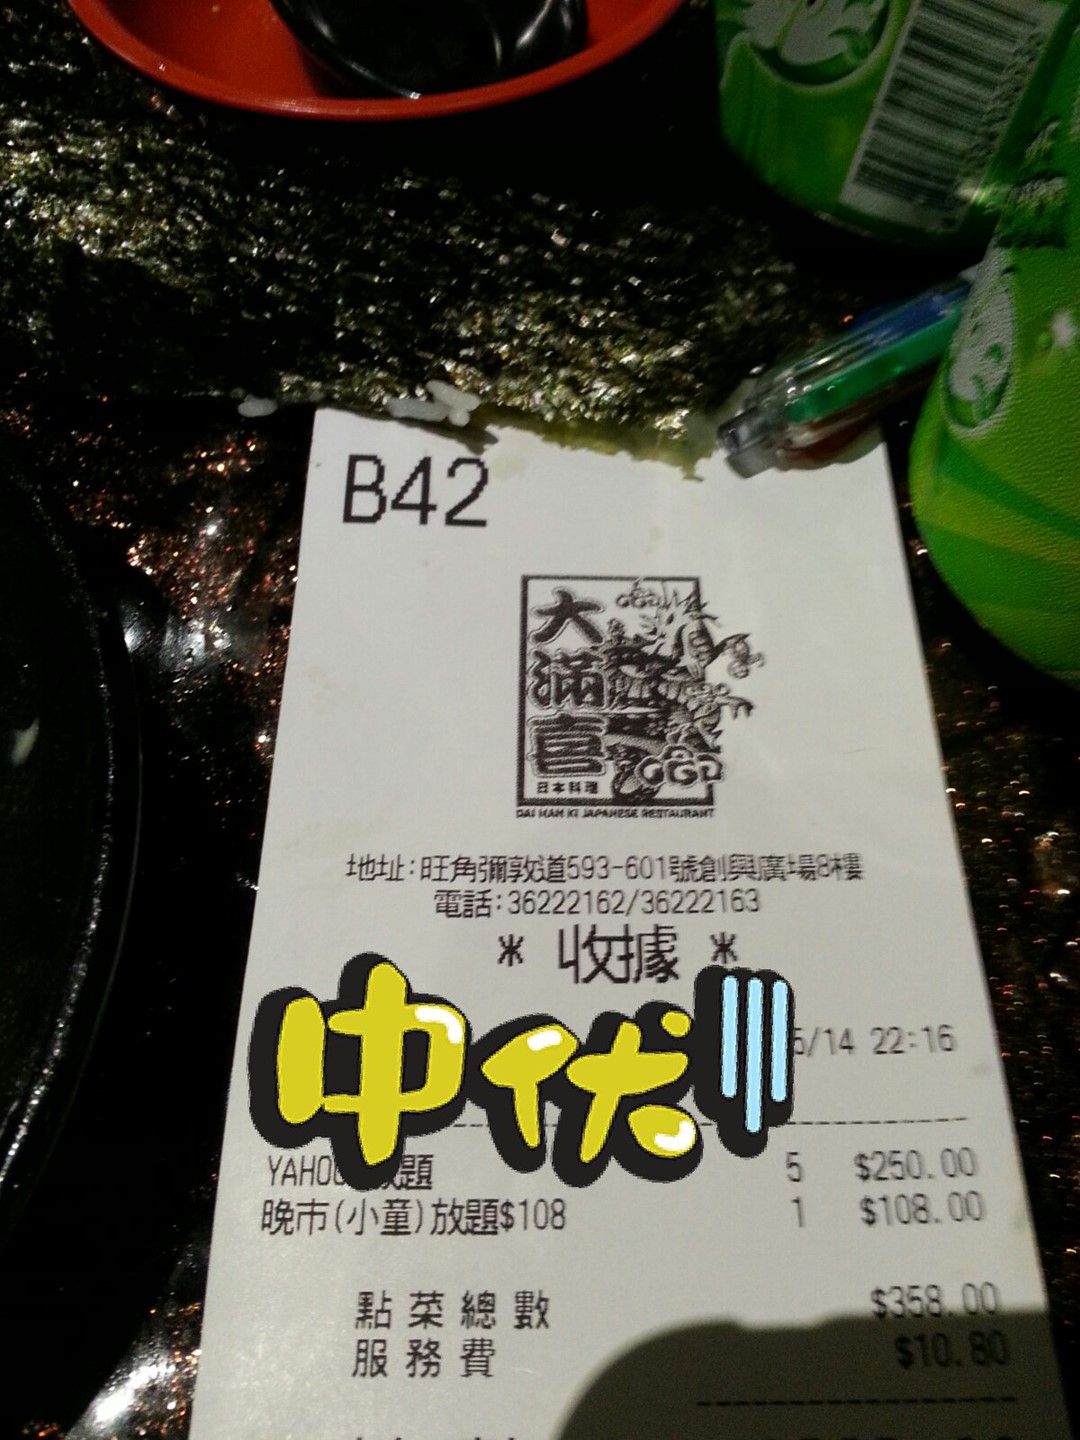 B42
大
滿
喜
日本料理
DAI MAN KI JAPANESE RESTAURANT
地址:旺角彌敦道593-601號創興廣場8樓
電話:36222162/36222163
* 收據 *
中伏
5/14 22:16
YAHO 放題 5 $250.00
晚市(小童)放題$108 1 $108.00
點菜總數 $358.00
服務費 $10.80